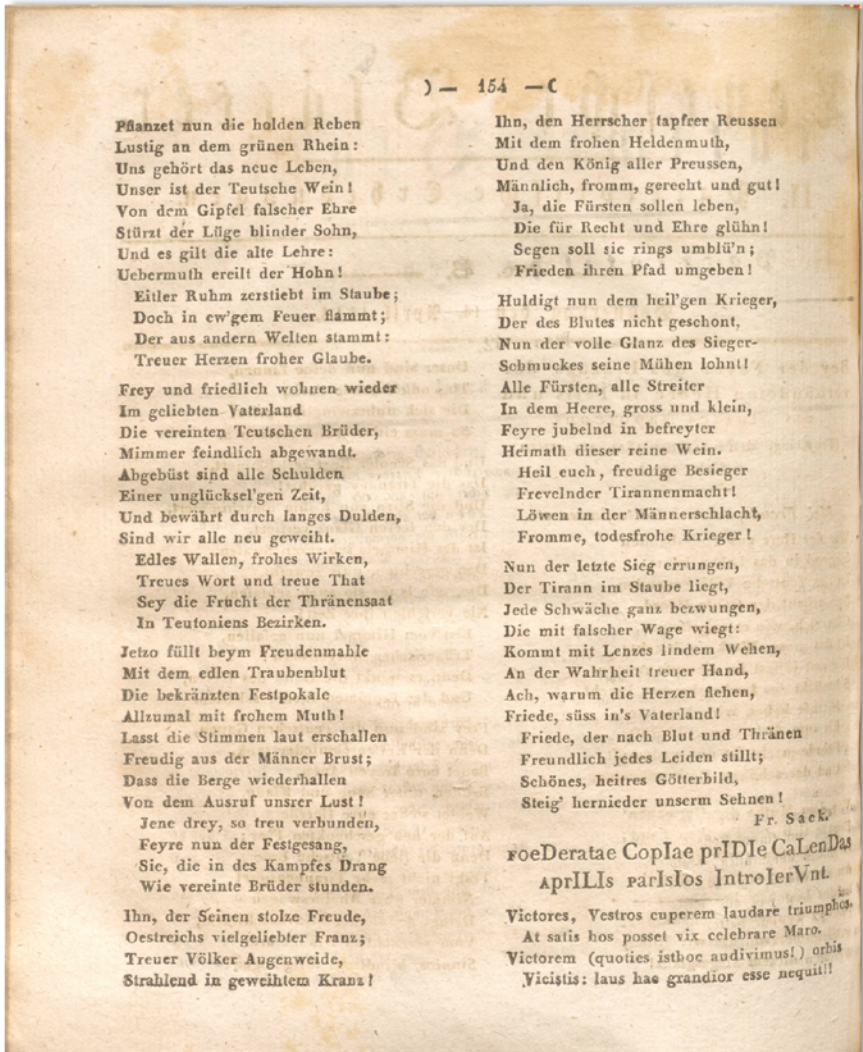 )— 154 —(
Pflanzet nun die holden Reben
Lustig an dem grünen Rhein:
Uns gehört das neue Leben,
Unser ist der Teutsche Wein!
Von dem Gipfel falscher Ehre
Stürzt der Lüge blinder Sohn,
Und es gilt die alte Lehre:
Uebermuth ereilt der Hohn!
Eitler Ruhm zerstiebt im Staube;
Doch in ew'gem Feuer flammt;
Der aus andern Welten stammt:
Treuer Herzen froher Glaube.
Frey und friedlich wohnen wieder
Im geliebten Vaterland
Die vereinten Teutschen Brüder,
Mimmer feindlich abgewandt.
Abgebüst sind alle Schulden
Einer unglücksel'gen Zeit,
Und bewährt durch langes Dulden,
Sind wir alle neu geweiht.
Edles Wallen, frohes Wirken,
Treues Wort und treue That
Sey die Frucht der Thränensaat
In Teutoniens Bezirken.
Jetzo füllt beym Freudenmahle
Mit dem edlen Traubenblut
Die bekränzten Festpokale
Allzumal mit frohem Muth!
Lasst die Stimmen laut erschallen
Freudig aus der Männer Brust;
Dass die Berge wiederhallen
Von dem Ausruf unsrer Lust!
Jene drey, so treu verbunden,
Feyre nun der Festgesang,
Sie, die in des Kampfes Drang
Wie vereinte Brüder stunden.
Ihn, der Seinen stolze Freude,
Oestreichs vielgeliebter Franz;
Treuer Völker Augenweide,
Strahlend in geweihtem Kranz!
Ihn, den Herrscher tapfrer Reussen
Mit dem frohen Heldenmuth,
Und den König aller Preussen,
Männlich, fromm, gerecht und gut!
Ja, die Fürsten sollen leben,
Die für Recht und Ehre glühn!
Segen soll sie rings umblü'n;
Frieden ihren Pfad umgeben!
Huldigt nun dem heil'gen Krieger,
Der des Blutes nicht geschont,
Nun der volle Glanz des Sieger-
Schmuckes seine Mühen lohnt!
Alle Fürsten, alle Streiter
In dem Heere, gross und klein,
Feyre jubelnd in befreyter
Heimath dieser reine Wein.
Heil euch, freudige Besieger
Frevelnder Tirannenmacht!
Löwen in der Männerschlacht,
Fromme, todesfrohe Krieger!
Nun der letzte Sieg errungen,
Der Tirann im Staube liegt,
Jede Schwäche ganz bezwungen,
Die mit falscher Wage wiegt:
Kommt mit Lenzes lindem Wehen,
An der Wahrheit treuer Hand,
Ach, warum die Herzen flehen,
Friede, süss in's Vaterland!
Friede, der nach Blut und Thränen
Freundlich jedes Leiden stillt;
Schönes, heitres Götterbild,
Steig' hernieder unserm Sehnen!
Fr. Sack.
FoeDeratae CopIae prIDIe CaLenDas
AprILIs ParIsIos IntroIerVnt.
Victores, Vestros cuperem laudare triumphos.
At satis hos posset vix celebrare Maro.
Victorem (quoties isthoc audivimus!) orbis
Vicistis: laus hac grandior esse nequit!!